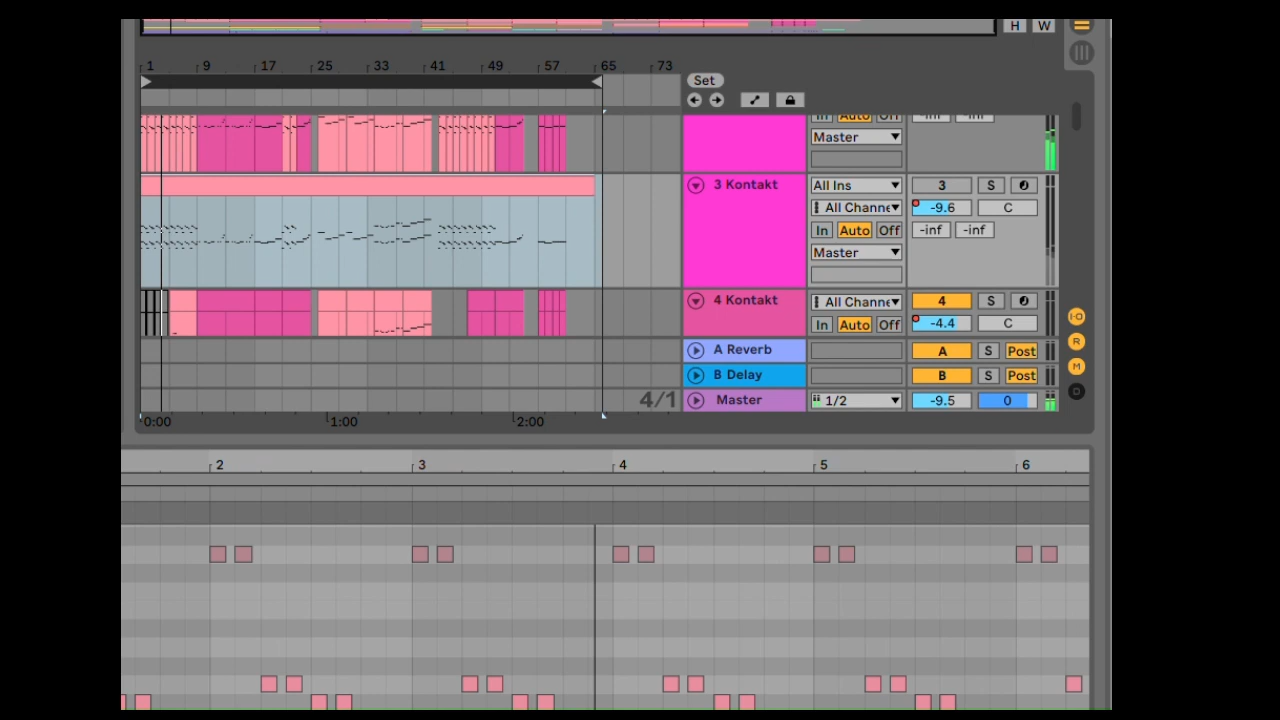 H W
1 9 17 25 33 41 49 57 65 73
Set
In Auto Off -inf -inf
Master
3 Kontakt All Ins 3 S
All Channe -9.6 C
In Auto Off -inf -inf
Master
4 Kontakt All Channe 4 S
In Auto Off -4.4 C
A Reverb A S Post
B Delay B S Post
4/1 Master 1/2 -9.5 0
I·O
R
M
D
0:00 1:00 2:00
2 3 4 5 6